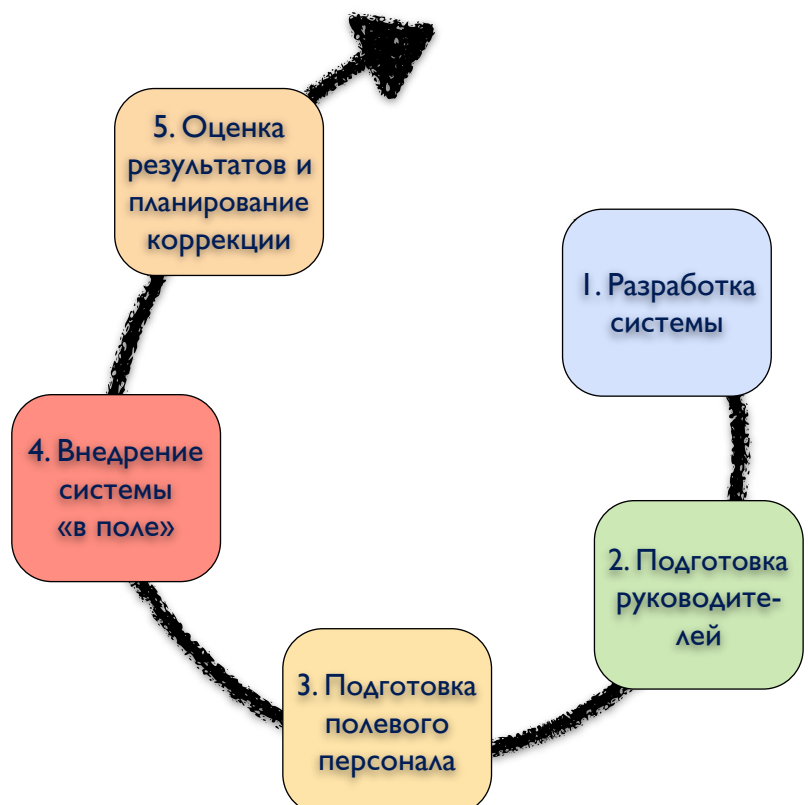 1. Разработка
системы
2. Подготовка
руководите-
лей
3. Подготовка
полевого
персонала
4. Внедрение
системы
«в поле»
5. Оценка
результатов и
планирование
коррекции